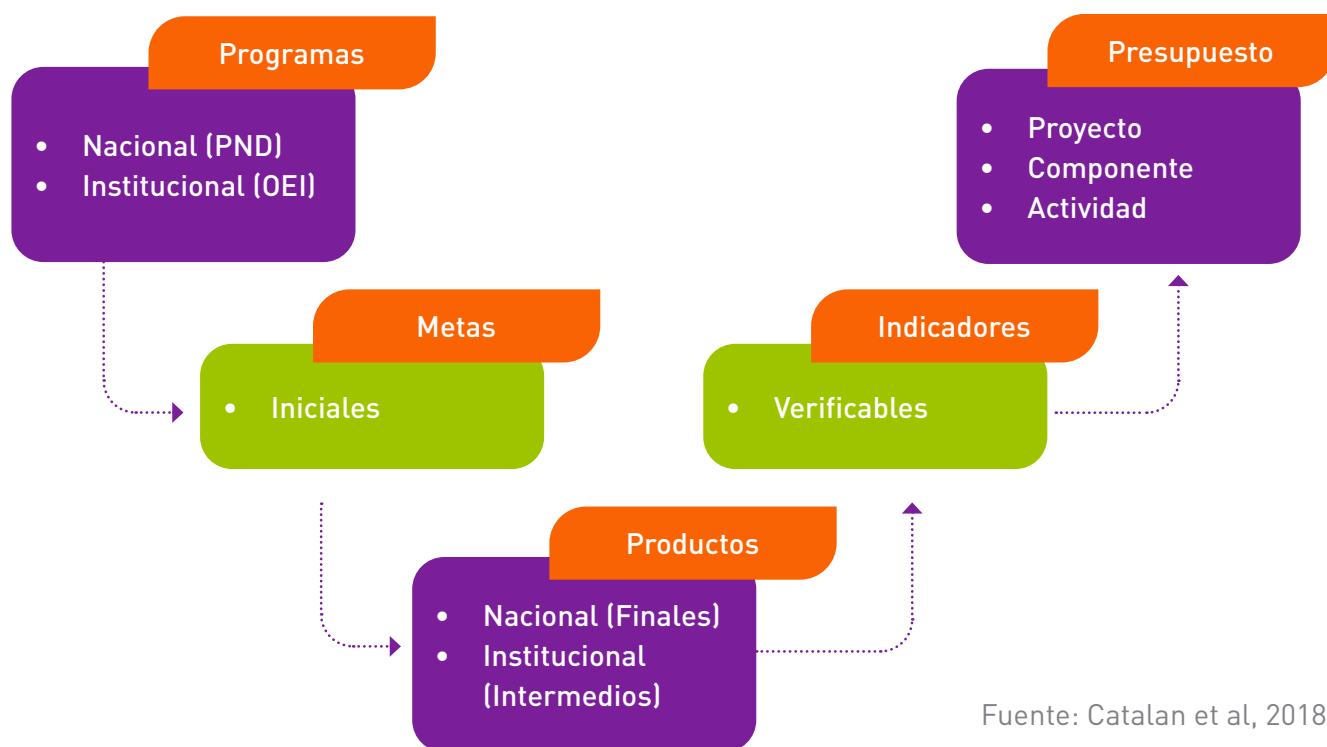 Programas
• Nacional (PND)
• Institucional (OEI)
Metas
• Iniciales
Productos
• Nacional (Finales)
• Institucional
(Intermedios)
Indicadores
• Verificables
Presupuesto
• Proyecto
• Componente
• Actividad
Fuente: Catalan et al, 2018